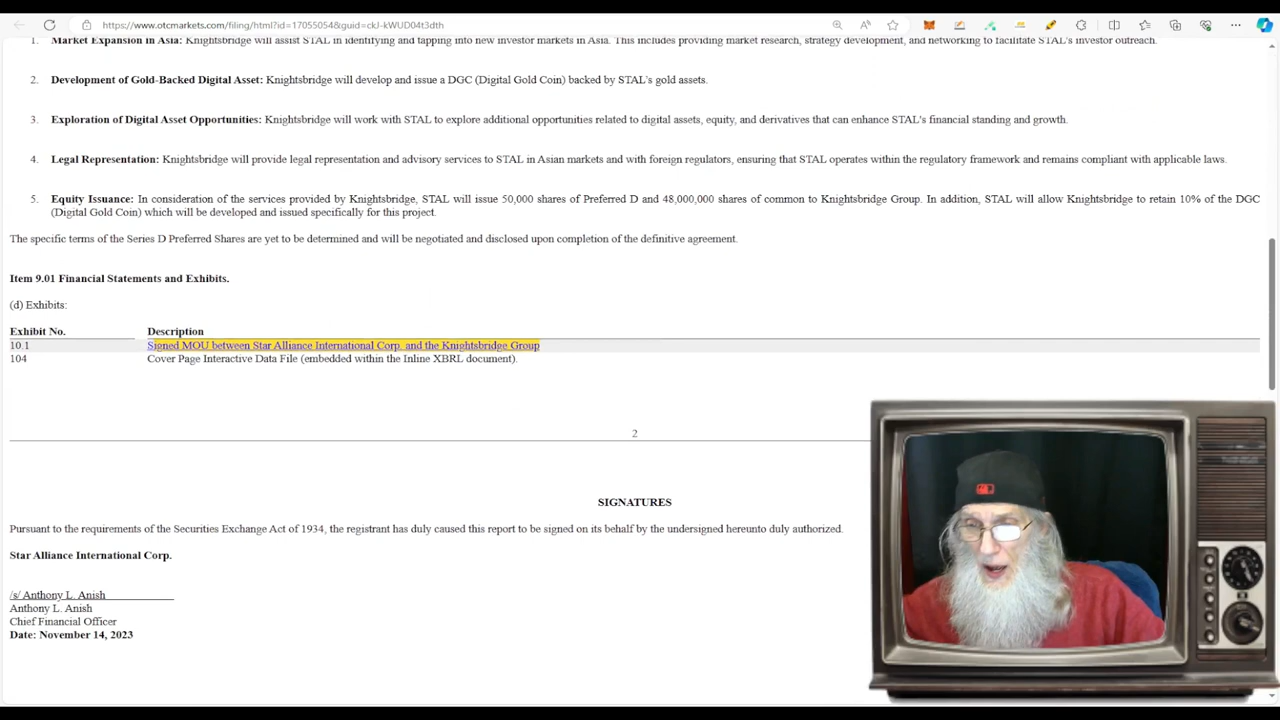 https://www.otcmarkets.com/filing/html?id=17055054&guid=ckJ-kWUD04t3dth
1. Market Expansion in Asia: Knightsbridge will assist STAL in identifying and tapping into new investor markets in Asia. This includes providing market research, strategy development, and networking to facilitate STAL's investor outreach.
2. Development of Gold-Backed Digital Asset: Knightsbridge will develop and issue a DGC (Digital Gold Coin) backed by STAL's gold assets.
3. Exploration of Digital Asset Opportunities: Knightsbridge will work with STAL to explore additional opportunities related to digital assets, equity, and derivatives that can enhance STAL's financial standing and growth.
4. Legal Representation: Knightsbridge will provide legal representation and advisory services to STAL in Asian markets and with foreign regulators, ensuring that STAL operates within the regulatory framework and remains compliant with applicable laws.
5. Equity Issuance: In consideration of the services provided by Knightsbridge, STAL will issue 50,000 shares of Preferred D and 48,000,000 shares of common to Knightsbridge Group. In addition, STAL will allow Knightsbridge to retain 10% of the DGC
(Digital Gold Coin) which will be developed and issued specifically for this project.
The specific terms of the Series D Preferred Shares are yet to be determined and will be negotiated and disclosed upon completion of the definitive agreement.
Item 9.01 Financial Statements and Exhibits.
(d) Exhibits:
Exhibit No. Description
10.1 Signed MOU between Star Alliance International Corp. and the Knightsbridge Group
104 Cover Page Interactive Data File (embedded within the Inline XBRL document).
2
SIGNATURES
Pursuant to the requirements of the Securities Exchange Act of 1934, the registrant has duly caused this report to be signed on its behalf by the undersigned hereunto duly authorized.
Star Alliance International Corp.
/s/ Anthony L. Anish
Anthony L. Anish
Chief Financial Officer
Date: November 14, 2023